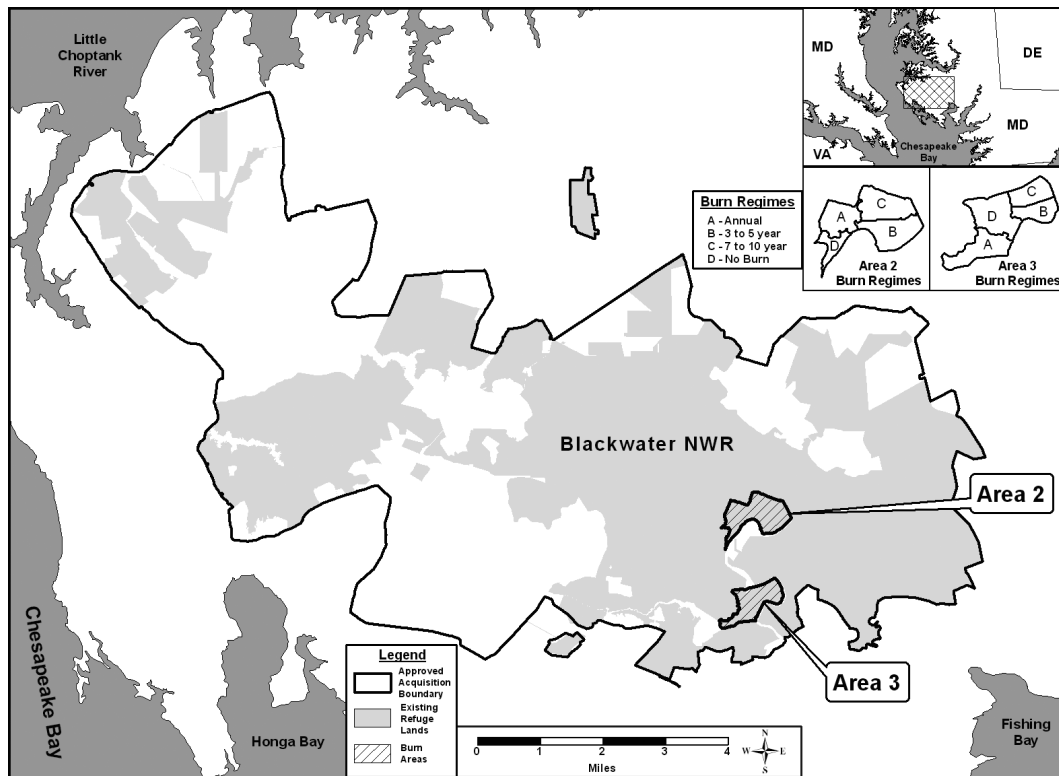 Little
Choptank
River
MD
DE
MD
VA
Chesapeake
Bay
Burn Regimes
A - Annual
B - 3 to 5 year
C - 7 to 10 year
D - No Burn
A
C
B
D
Area 2
Burn Regimes
C
B
D
A
Area 3
Burn Regimes
Blackwater NWR
Area 2
Area 3
Chesapeake Bay
Honga Bay
Fishing
Bay
Legend
Approved
Acquisition
Boundary
Existing
Refuge
Lands
Burn
Areas
0 1 2 3 4
Miles
N
W E
S